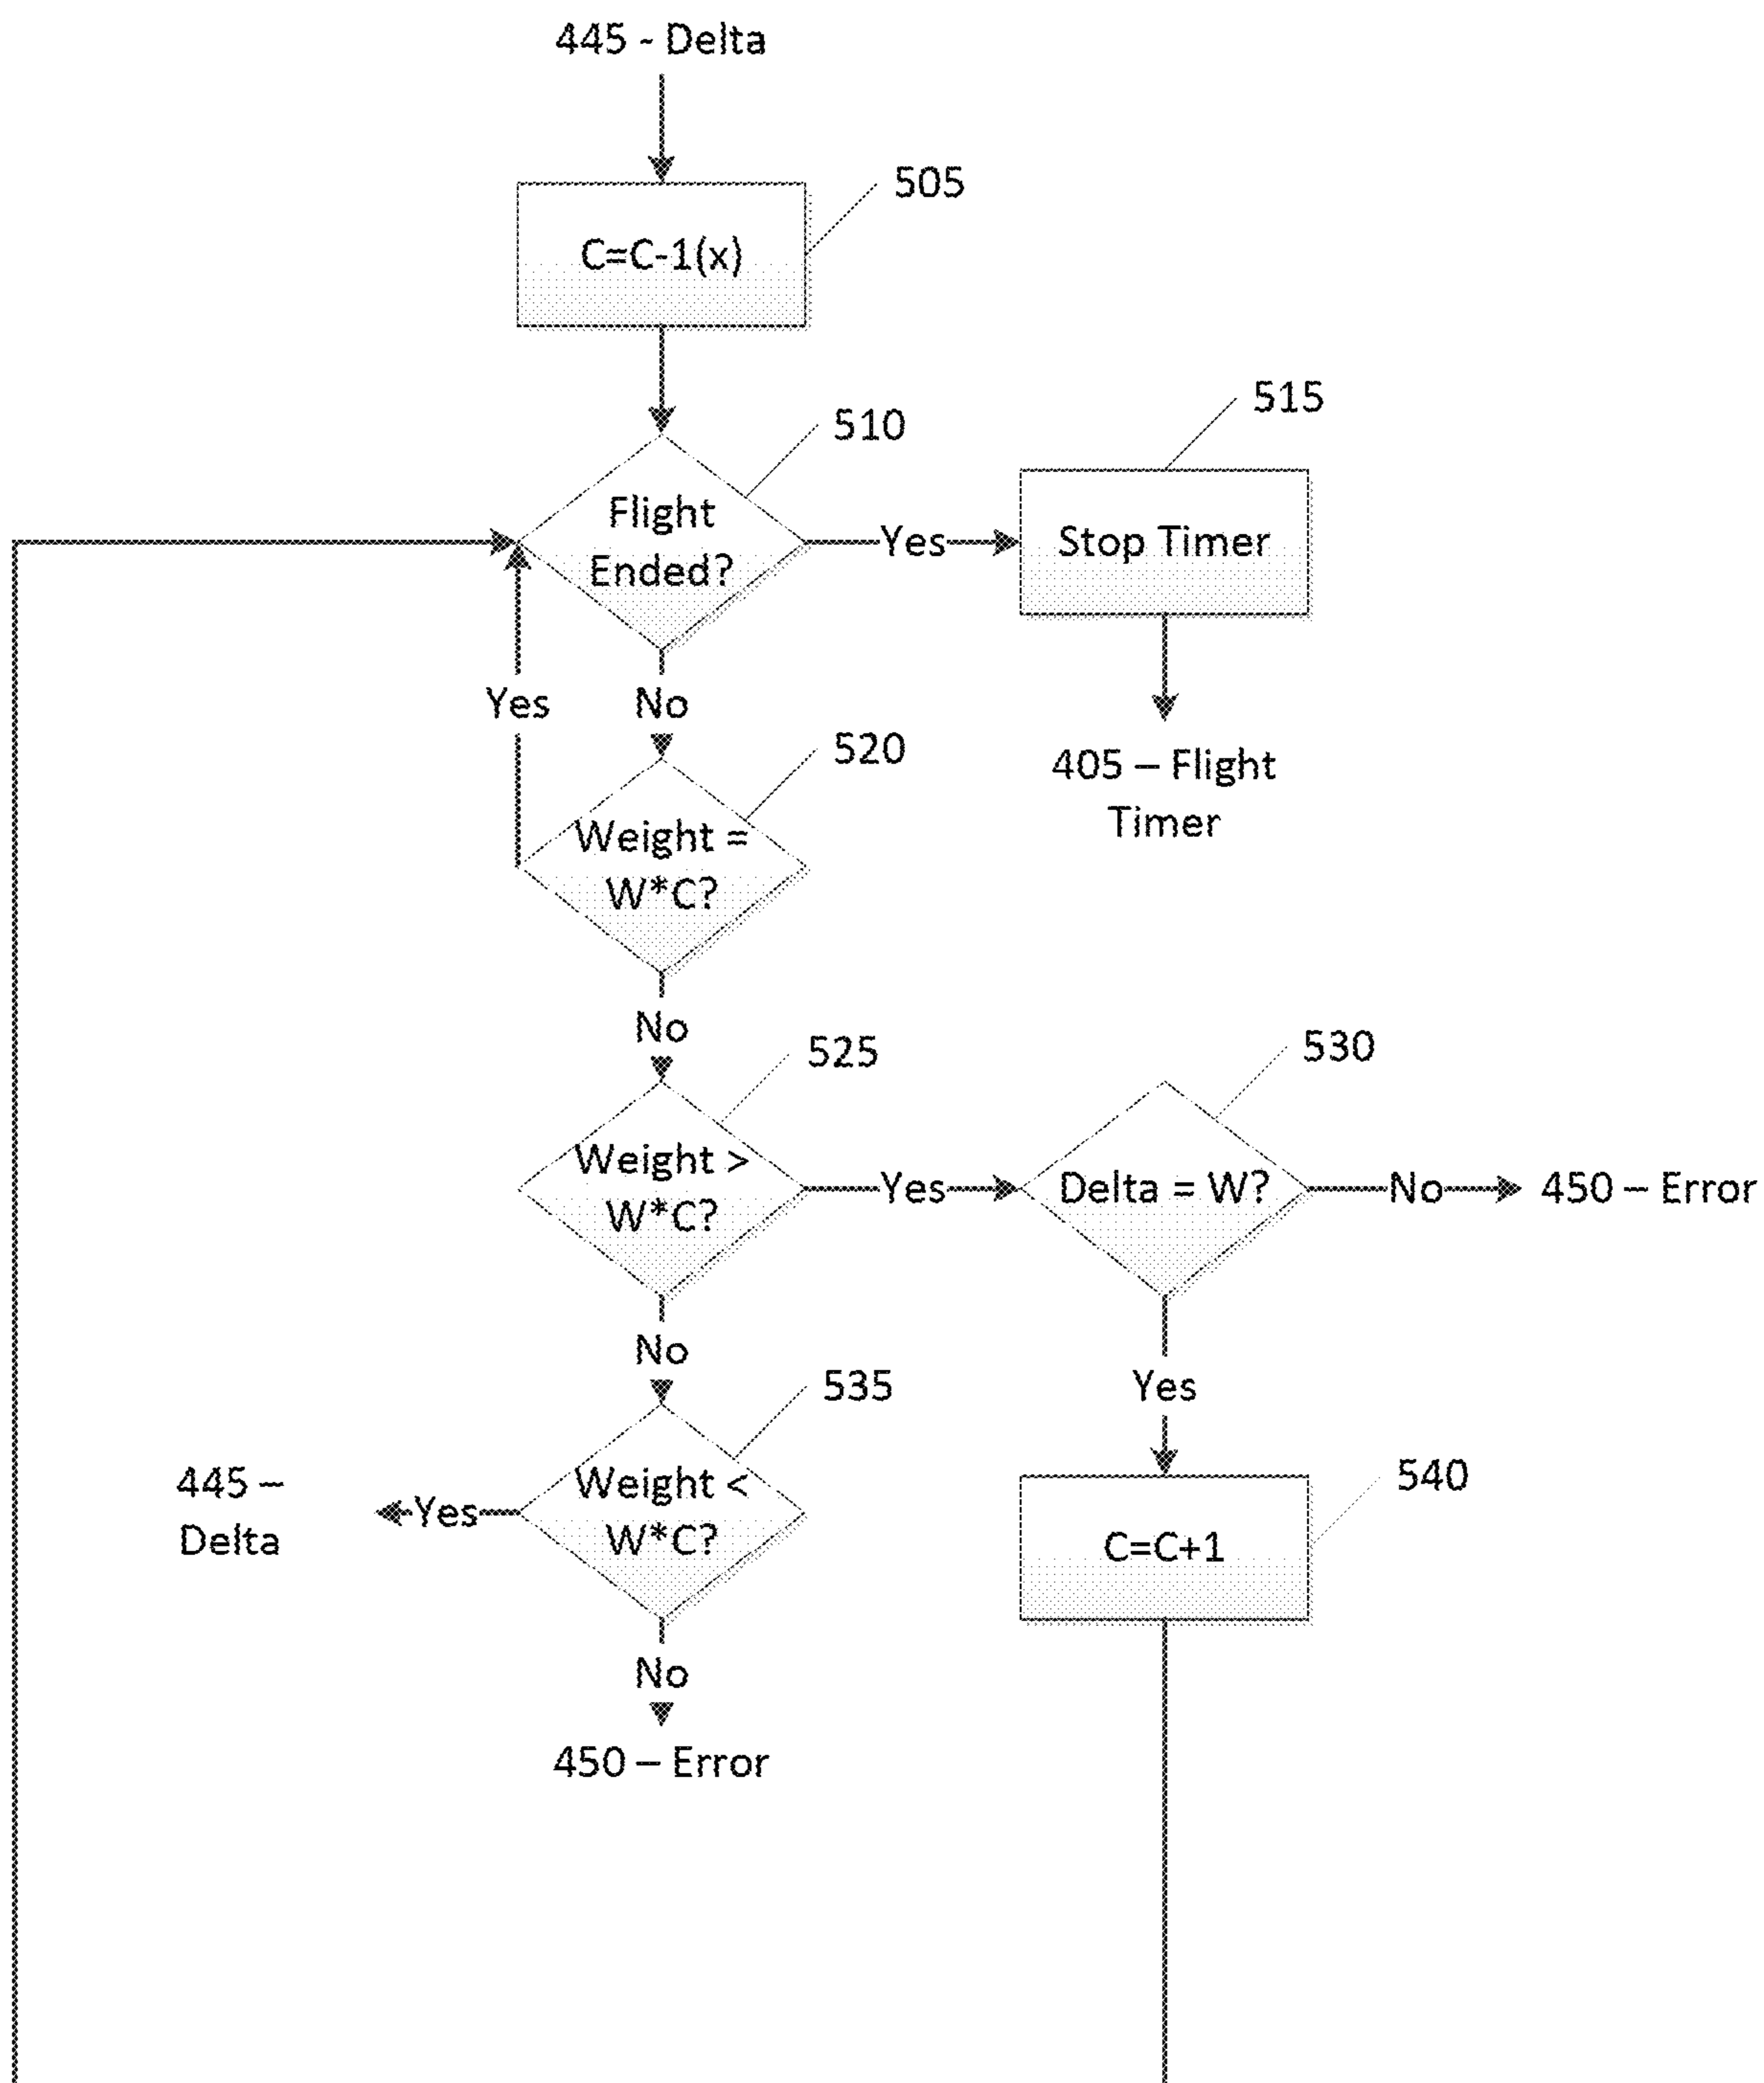 445 - Delta
505
C=C-1(x)
515
510
Flight
Ended?
Yes
Stop Timer
Yes
No
520
405 – Flight
Timer
Weight =
W*C?
No
525
530
Weight >
W*C?
Yes
Delta = W?
No
450 – Error
No
535
Yes
540
445 –
Delta
Yes
Weight <
W*C?
C=C+1
No
450 – Error